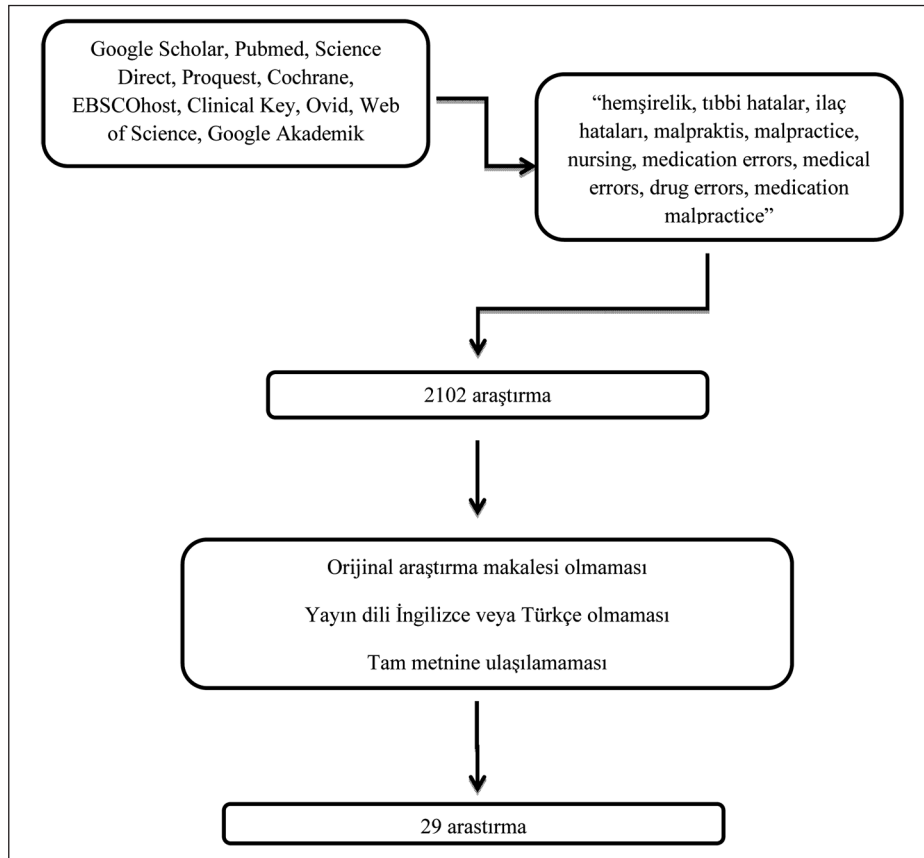 Google Scholar, Pubmed, Science
Direct, Proquest, Cochrane,
EBSCOhost, Clinical Key, Ovid, Web
of Science, Google Akademik
“hemşirelik, tıbbi hatalar, ilaç
hataları, malpraktis, malpractice,
nursing, medication errors, medical
errors, drug errors, medication
malpractice”
2102 araştırma
Orijinal araştırma makalesi olmaması
Yayın dili İngilizce veya Türkçe olmaması
Tam metnine ulaşılamaması
29 arastırma